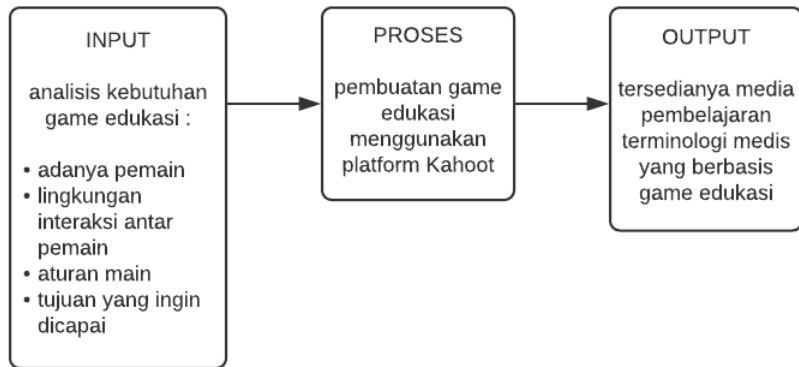 INPUT
analisis kebutuhan
game edukasi :
• adanya pemain
• lingkungan
interaksi antar
pemain
• aturan main
• tujuan yang ingin
dicapai
PROSES
pembuatan game
edukasi
menggunakan
platform Kahoot
OUTPUT
tersedianya media
pembelajaran
terminologi medis
yang berbasis
game edukasi